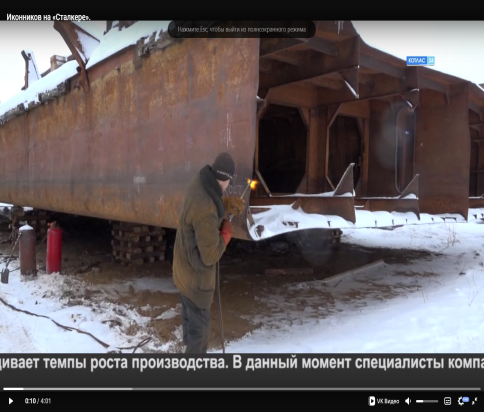 Иконников на «Сталкере».
Нажмите Esc, чтобы выйти из полноэкранного режима
КОТЛАС 24
ивает темпы роста производства. В данный момент специалисты компа
0:10 / 4:01
VK Видео